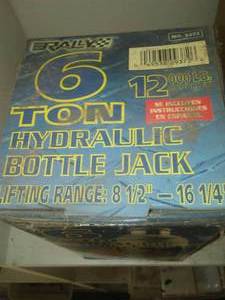 RALLY
6
TON
12 000 LB.
SE INCLUYEN
INSTRUCCIONES
EN ESPAÑOL
HYDRAULIC
BOTTLE JACK
LIFTING RANGE: 8 1/2" - 16 1/4"